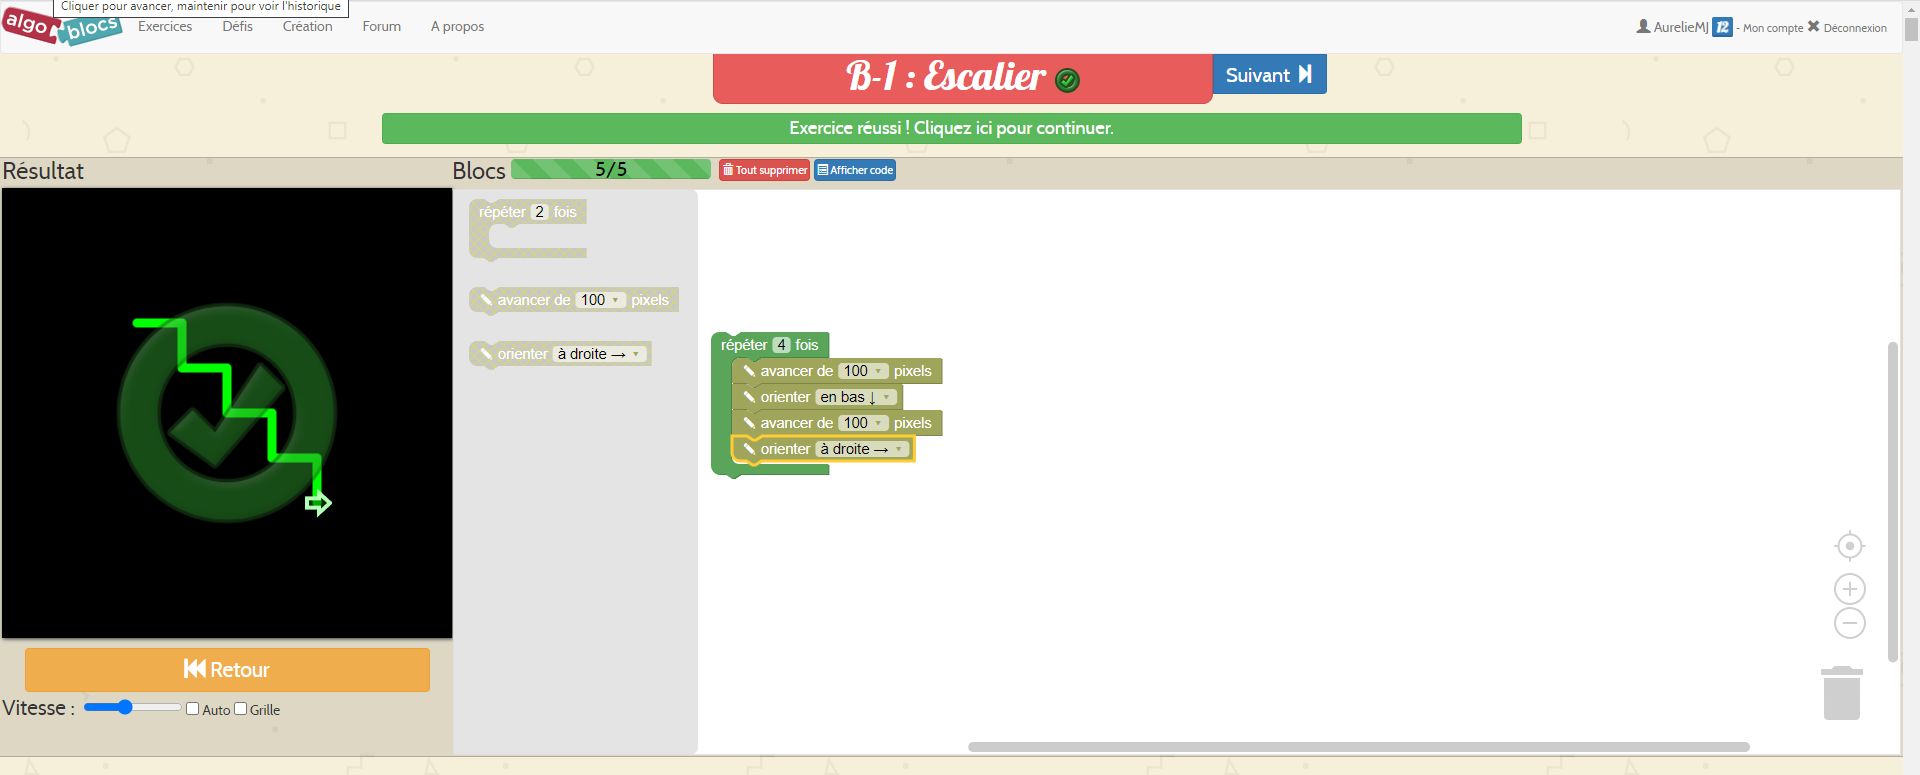 Cliquer pour avancer, maintenir pour voir l'historique
algo blocs
Exercices Défis Création Forum A propos
AurelieMJ 12 - Mon compte ✖ Déconnexion
B-1 : Escalier
Suivant
Exercice réussi ! Cliquez ici pour continuer.
Résultat
Blocs 5/5 Tout supprimer Afficher code
répéter 2 fois
avancer de 100 pixels
orienter à droite →
répéter 4 fois
avancer de 100 pixels
orienter en bas ↓
avancer de 100 pixels
orienter à droite →
Retour
Vitesse : Auto Grille